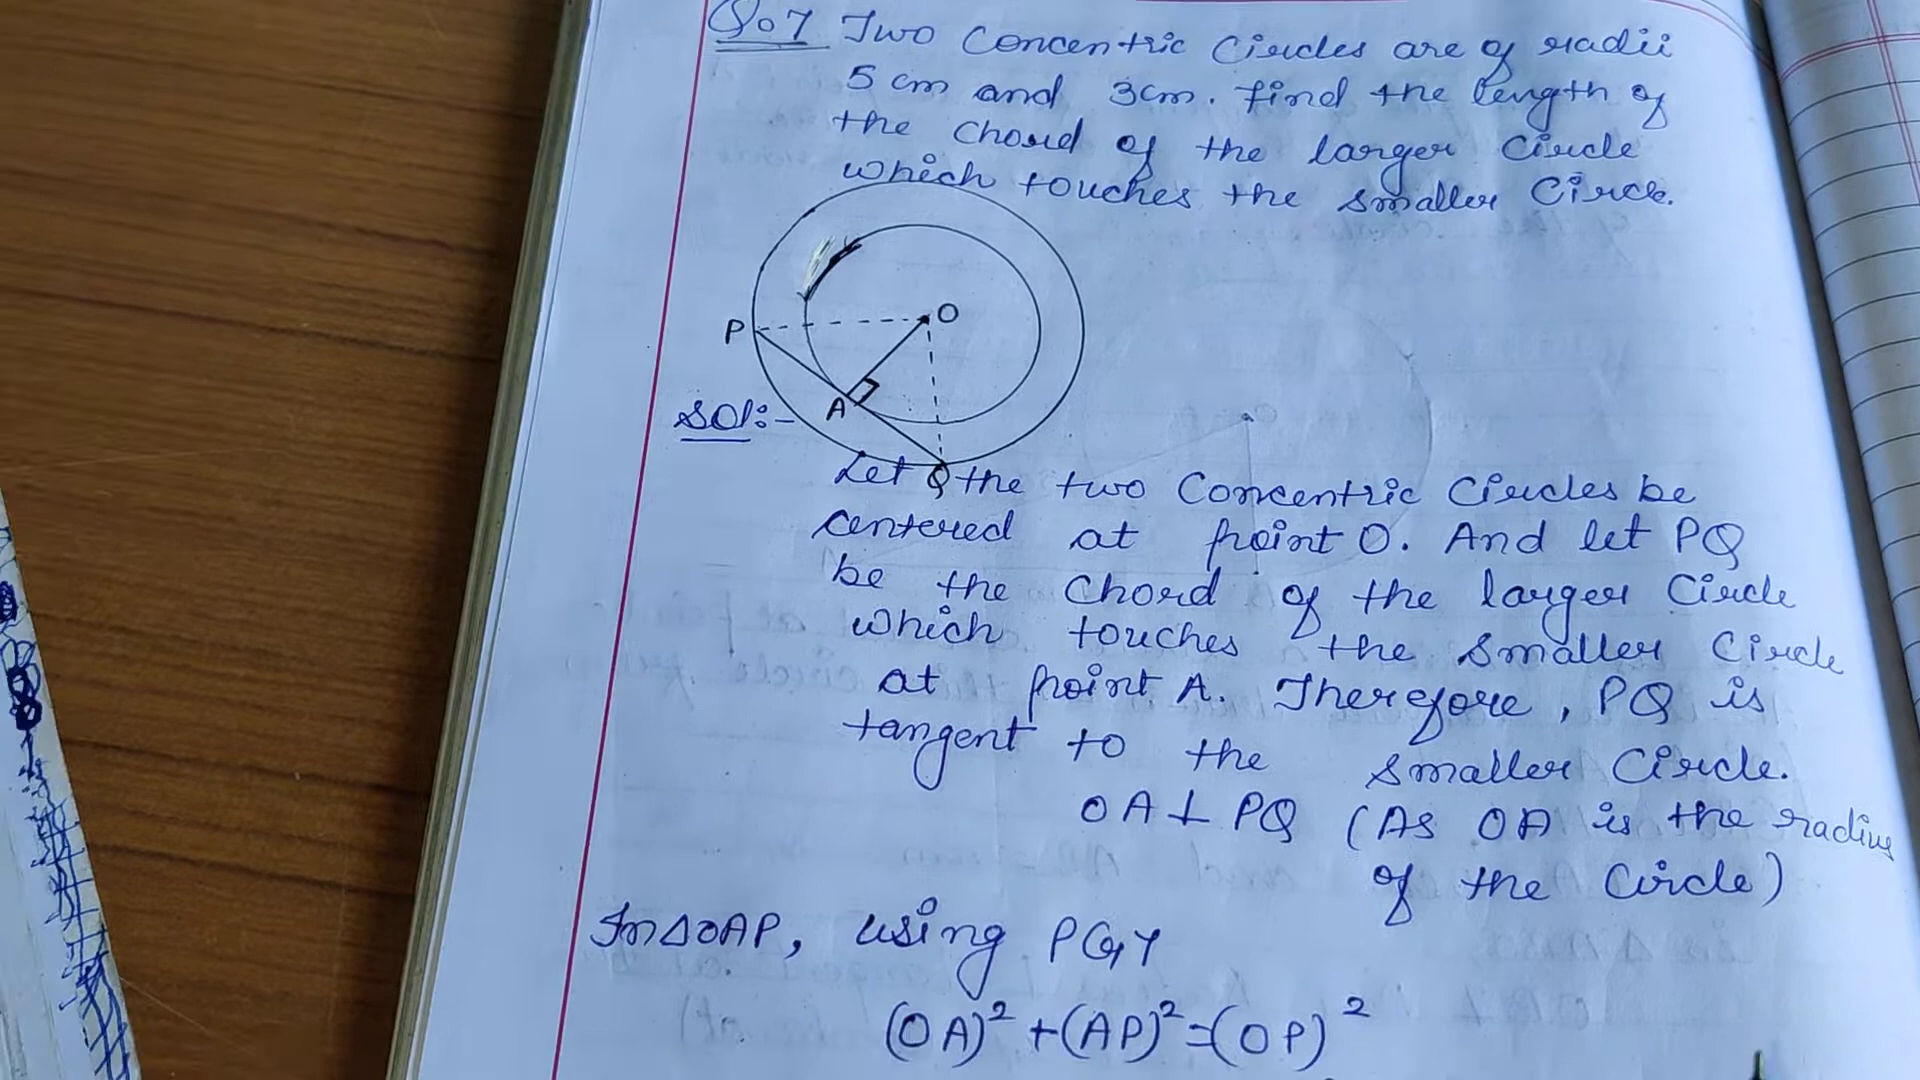 Q.07 Two Concentric Circles are of radii
5 cm and 3cm. find the length of
the Chord of the larger Circle
which touches the smaller Circle.
O
P
A
Sol:-
Q
Let the two Concentric Circles be
centered at point O. And let PQ
be the Chord of the larger Circle
which touches the smaller Circle
at point A. Therefore, PQ is
tangent to the smaller Circle.
OA⊥PQ (As OA is the radius
of the Circle)
In△OAP, using PGY
(OA)² + (AP)² = (OP)²